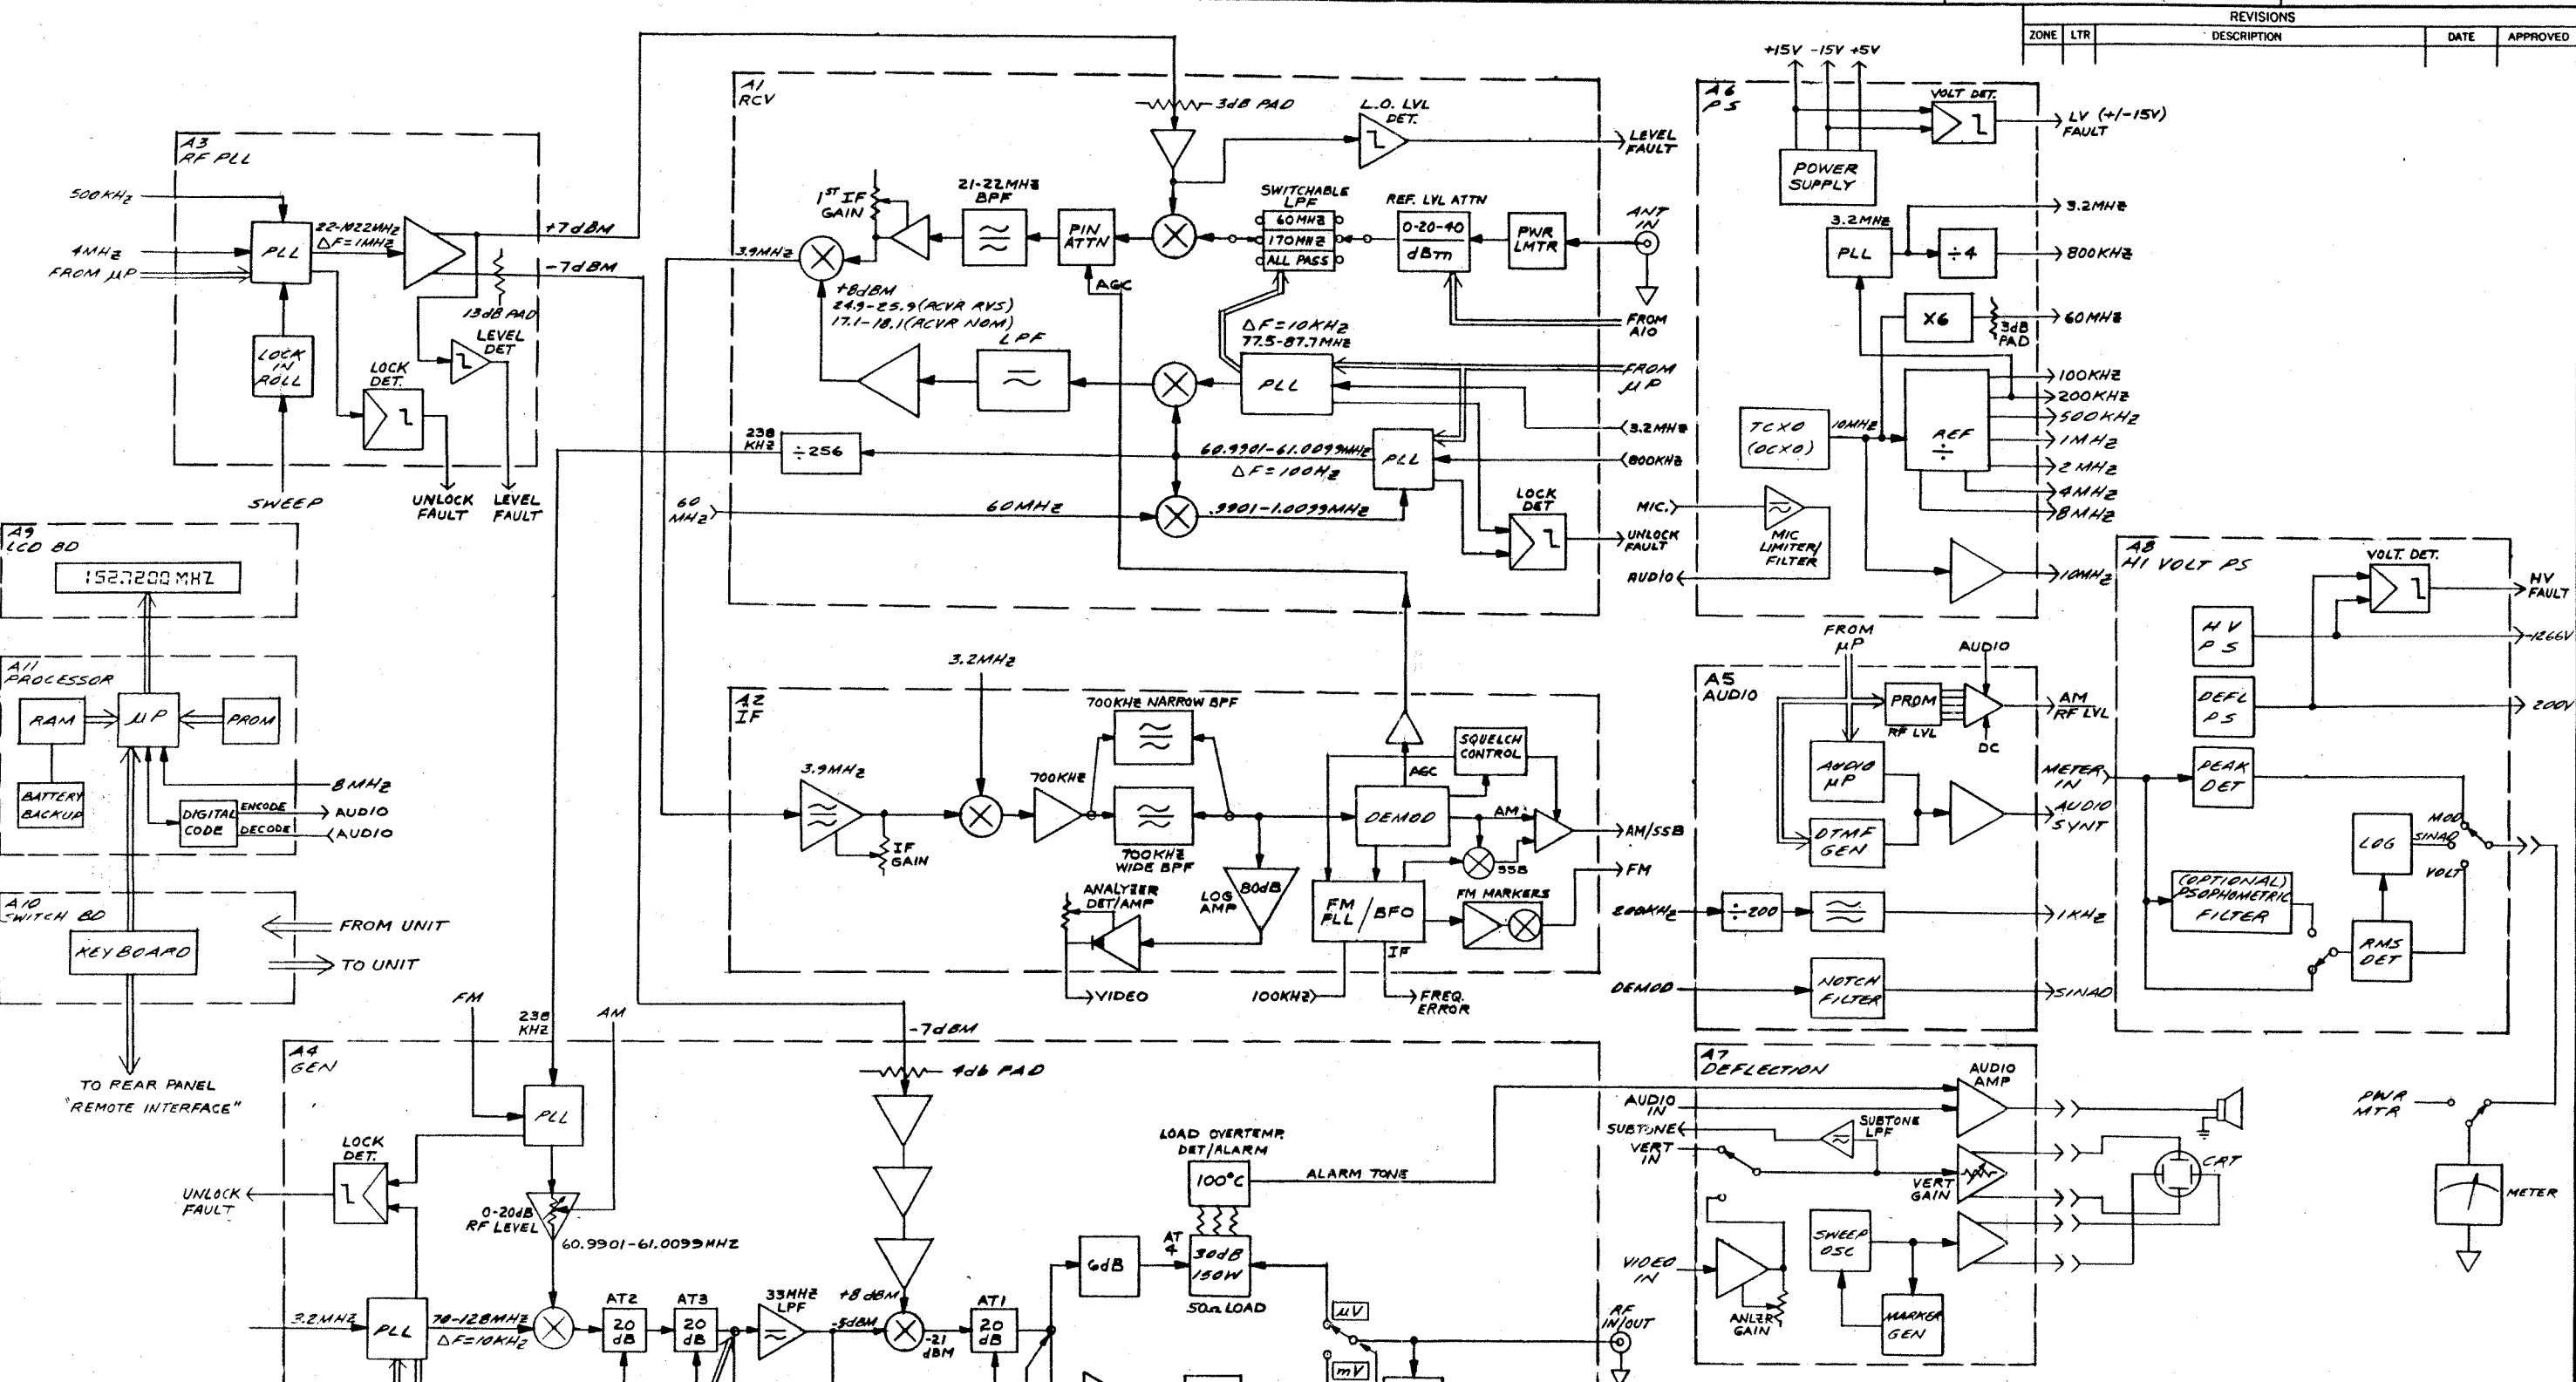 REVISIONS
ZONE LTR DESCRIPTION DATE APPROVED
A3
RF PLL
500KHz
4MHz
FROM µP
PLL
22-1022MHz
ΔF=1MHz
+7dBM
-7dBM
13dB PAD
LEVEL
DET
LOCK
IN
ROLL
LOCK
DET.
SWEEP
UNLOCK
FAULT
LEVEL
FAULT
A1
RCV
3dB PAD
L.O. LVL
DET.
LEVEL
FAULT
1ST IF
GAIN
21-22MHz
BPF
PIN
ATTN
SWITCHABLE
LPF
60MHz
170MHz
ALL PASS
REF. LVL ATTN
0-20-40
dBm
PWR
LMTR
ANT
IN
3.9MHz
+8dBM
24.9-25.9(RCVR RVS)
17.1-18.1(RCVR NOM)
AGC
FROM
A10
LPF
ΔF=10KHz
77.5-87.7MHz
PLL
FROM
µP
238
KHz
÷256
60.9901-61.0099MHz
ΔF=100Hz
PLL
3.2MHz
800KHz
60
MHz
60MHz
.9901-1.0099MHz
LOCK
DET
UNLOCK
FAULT
A6
PS
+15V -15V +5V
VOLT DET.
LV (+/-15V)
FAULT
POWER
SUPPLY
3.2MHz
PLL
÷4
3.2MHz
800KHz
X6
3dB
PAD
60MHz
TCXO
(OCXO)
10MHz
REF
÷
100KHz
200KHz
500KHz
1MHz
2MHz
4MHz
8MHz
MIC.
MIC
LIMITER/
FILTER
AUDIO
10MHz
A9
LCD BD
152.7200 MHZ
A11
PROCESSOR
RAM
µP
PROM
BATTERY
BACKUP
8MHz
DIGITAL
CODE
ENCODE
DECODE
AUDIO
AUDIO
A10
SWITCH BD
KEYBOARD
FROM UNIT
TO UNIT
TO REAR PANEL
"REMOTE INTERFACE"
A2
IF
3.2MHz
3.9MHz
IF
GAIN
700KHz
700KHz NARROW BPF
700KHz
WIDE BPF
AGC
SQUELCH
CONTROL
DEMOD
AM
SSB
AM/SSB
FM
ANALYZER
DET/AMP
LOG
AMP
80dB
FM
PLL / BFO
FM MARKERS
IF
VIDEO
100KHz
FREQ.
ERROR
A5
AUDIO
FROM
µP
AUDIO
PROM
RF LVL
DC
AM
RF LVL
AUDIO
µP
DTMF
GEN
AUDIO
SYNT
200KHz
÷200
1KHz
DEMOD
NOTCH
FILTER
SINAD
A8
HI VOLT PS
VOLT. DET.
HV
FAULT
HV
PS
-1266V
DEFL
PS
200V
METER
IN
PEAK
DET
MOD
SINAD
VOLT
LOG
(OPTIONAL)
PSOPHOMETRIC
FILTER
RMS
DET
A4
GEN
FM
238
KHz
AM
-7dBM
4db PAD
PLL
LOCK
DET.
UNLOCK
FAULT
0-20dB
RF LEVEL
60.9901-61.0099MHz
3.2MHz
PLL
70-128MHz
ΔF=10KHz
AT2
20
dB
AT3
20
dB
33MHz
LPF
+8dBM
-5dBM
-21
dBM
AT1
20
dB
6dB
AT
4
LOAD OVERTEMP.
DET/ALARM
100°C
ALARM TONE
30dB
150W
50Ω LOAD
µV
mV
RF
IN/OUT
A7
DEFLECTION
AUDIO
AMP
AUDIO
IN
SUBTONE
SUBTONE
LPF
VERT
IN
VERT
GAIN
SWEEP
OSC
VIDEO
IN
ANLZR
GAIN
MARKER
GEN
CRT
PWR
MTR
METER